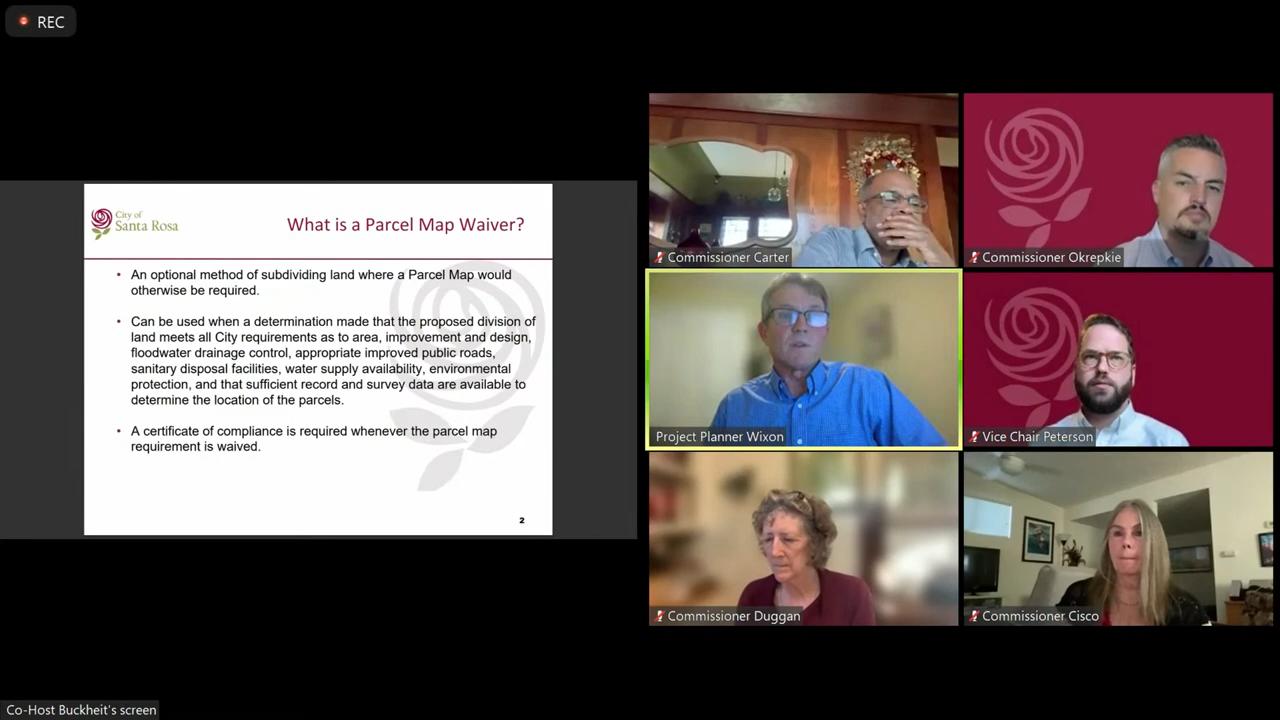 REC
City of
Santa Rosa
What is a Parcel Map Waiver?
• An optional method of subdividing land where a Parcel Map would
otherwise be required.
• Can be used when a determination made that the proposed division of
land meets all City requirements as to area, improvement and design,
floodwater drainage control, appropriate improved public roads,
sanitary disposal facilities, water supply availability, environmental
protection, and that sufficient record and survey data are available to
determine the location of the parcels.
• A certificate of compliance is required whenever the parcel map
requirement is waived.
2
Commissioner Carter
Commissioner Okrepkie
Project Planner Wixon
Vice Chair Peterson
Commissioner Duggan
Commissioner Cisco
Co-Host Buckheit's screen